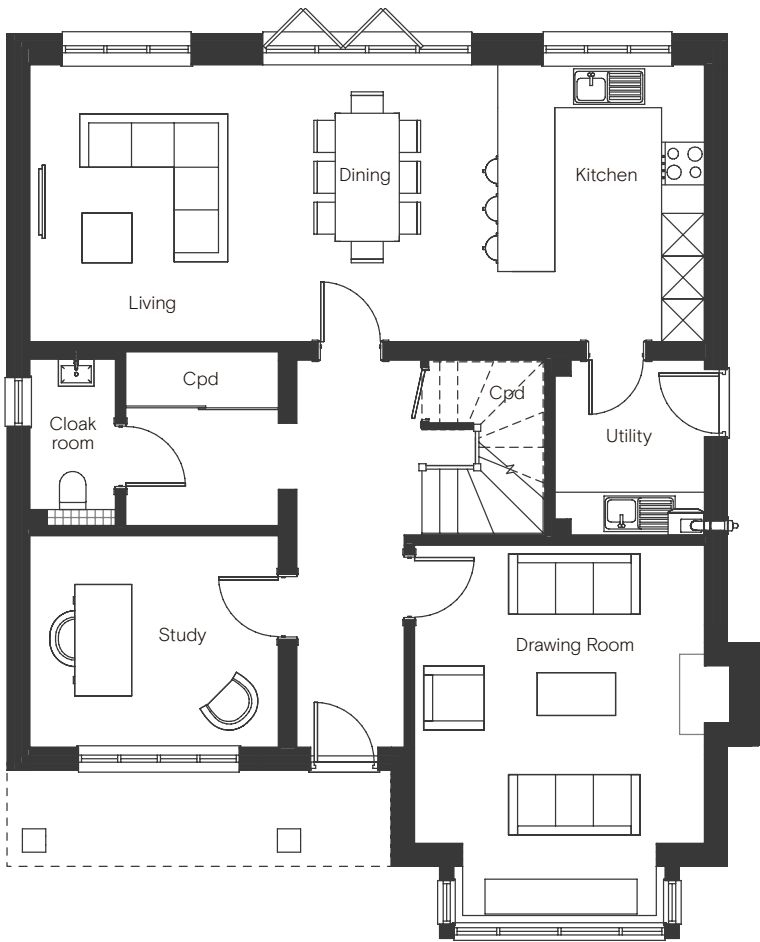 Dining
Kitchen
Living
Cpd
Cpd
Cloak
room
Utility
Study
Drawing Room